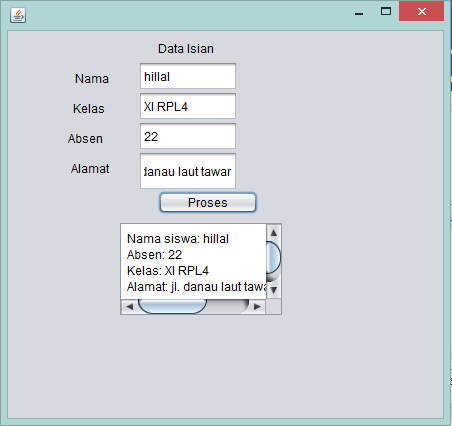 Data Isian
Nama hillal
Kelas XI RPL4
Absen 22
Alamat danau laut tawar
Proses
Nama siswa: hillal
Absen: 22
Kelas: XI RPL4
Alamat: jl. danau laut tawa